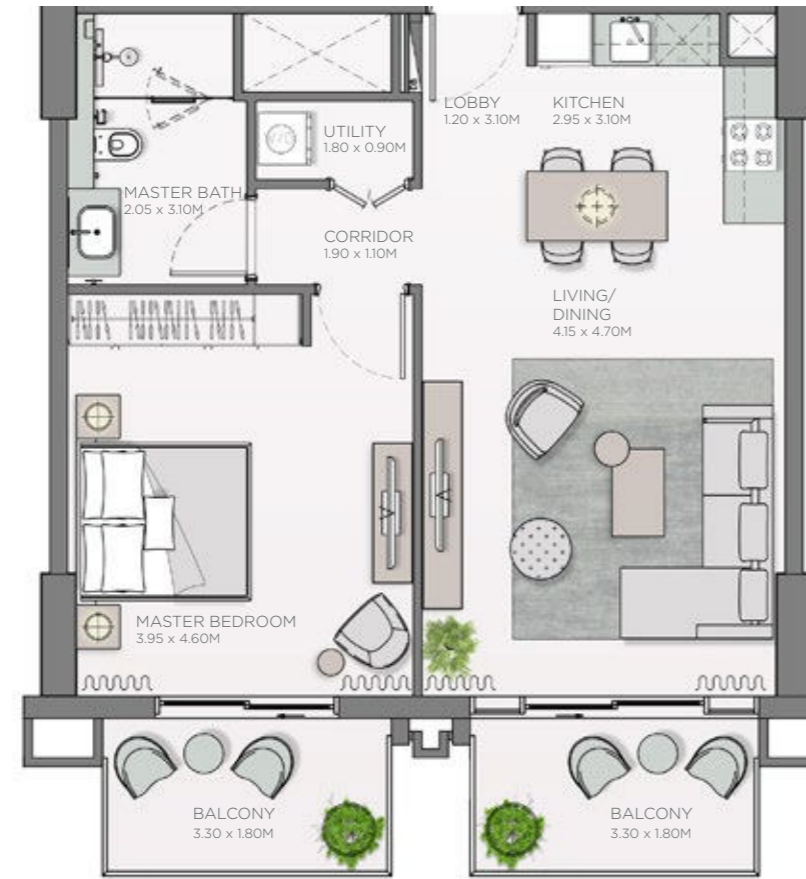 LOBBY
1.20 x 3.10M
KITCHEN
2.95 x 3.10M
UTILITY
1.80 x 0.90M
MASTER BATH
2.05 x 3.10M
CORRIDOR
1.90 x 1.10M
LIVING/
DINING
4.15 x 4.70M
MASTER BEDROOM
3.95 x 4.60M
BALCONY
3.30 x 1.80M
BALCONY
3.30 x 1.80M